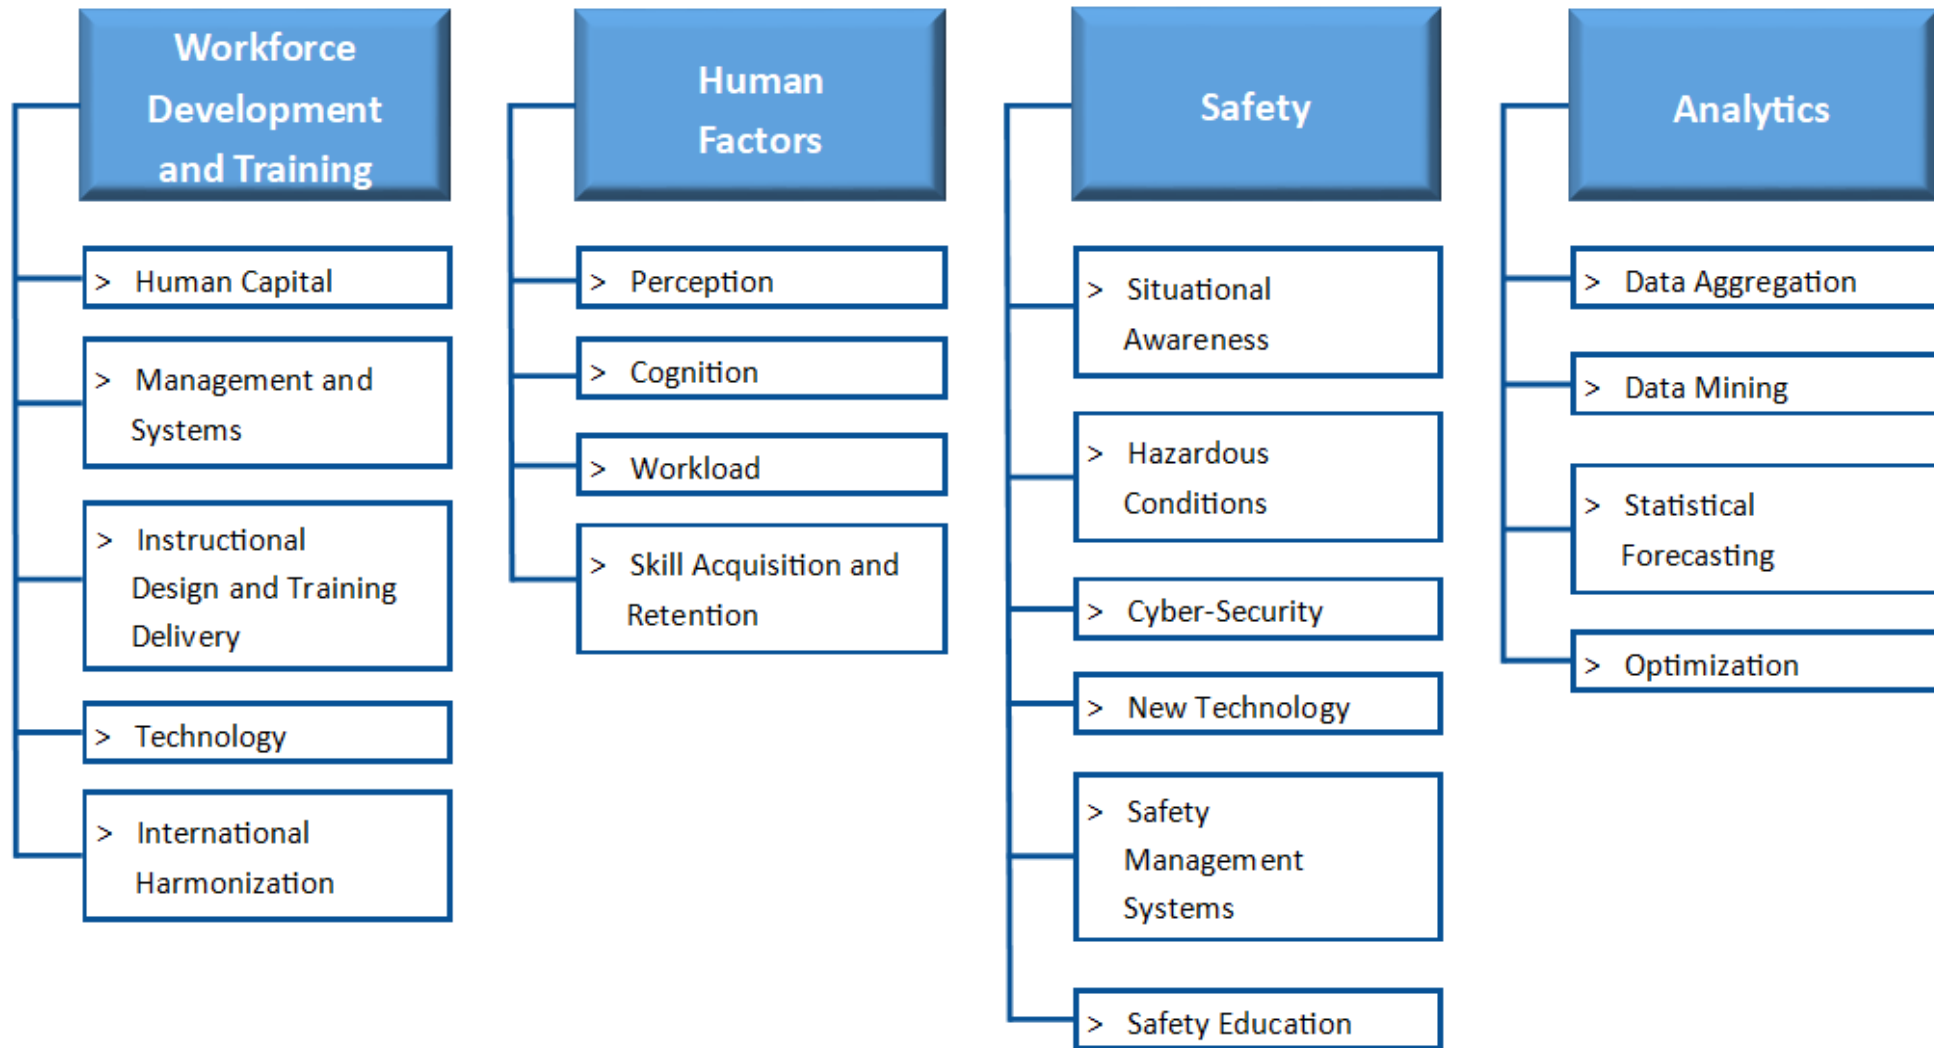 Workforce
Development
and Training
> Human Capital
> Management and
Systems
> Instructional
Design and Training
Delivery
> Technology
> International
Harmonization
Human
Factors
> Perception
> Cognition
> Workload
> Skill Acquisition and
Retention
Safety
> Situational
Awareness
> Hazardous
Conditions
> Cyber-Security
> New Technology
> Safety
Management
Systems
> Safety Education
Analytics
> Data Aggregation
> Data Mining
> Statistical
Forecasting
> Optimization